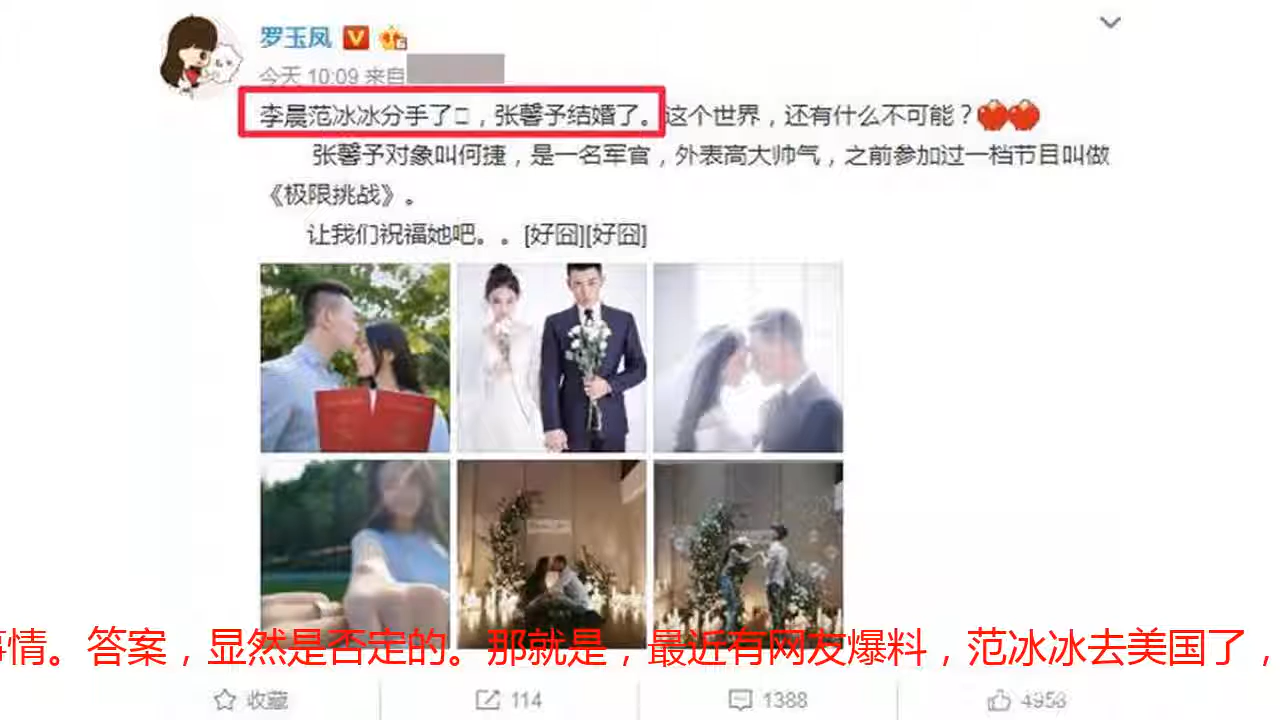 罗玉凤
今天 10:09 来自
李晨范冰冰分手了，张馨予结婚了。这个世界，还有什么不可能？
张馨予对象叫何捷，是一名军官，外表高大帅气，之前参加过一档节目叫做
《极限挑战》。
让我们祝福她吧。。[好囧][好囧]
事情。答案，显然是否定的。那就是，最近有网友爆料，范冰冰去美国了，
收藏
114
1388
4953